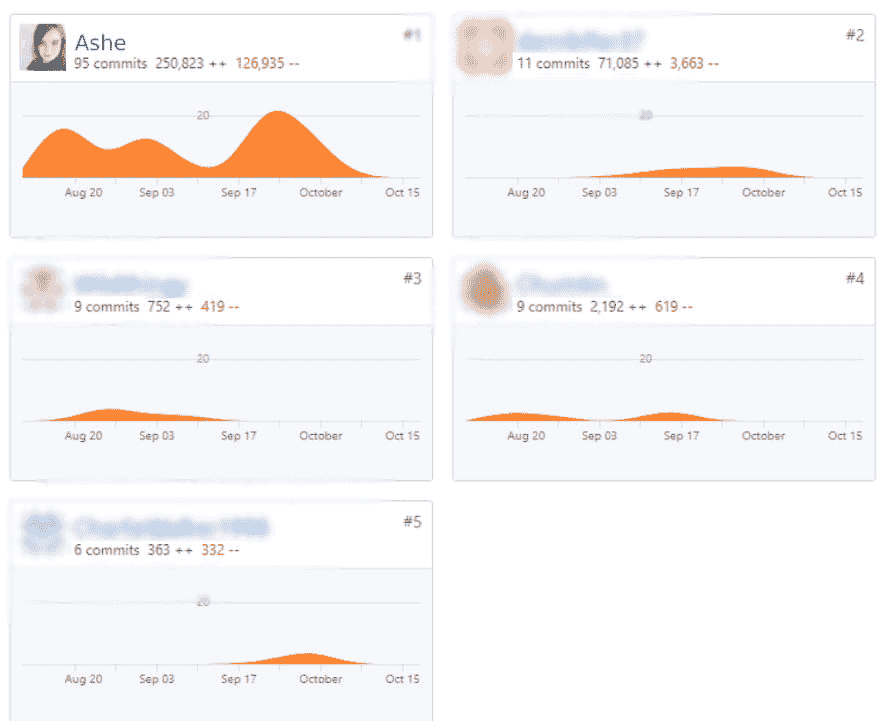 Ashe #1
95 commits 250,823 ++ 126,935 --
20
Aug 20 Sep 03 Sep 17 October Oct 15
#2
11 commits 71,085 ++ 3,663 --
20
Aug 20 Sep 03 Sep 17 October Oct 15
#3
9 commits 752 ++ 419 --
20
Aug 20 Sep 03 Sep 17 October Oct 15
#4
9 commits 2,192 ++ 619 --
20
Aug 20 Sep 03 Sep 17 October Oct 15
#5
6 commits 363 ++ 332 --
20
Aug 20 Sep 03 Sep 17 October Oct 15